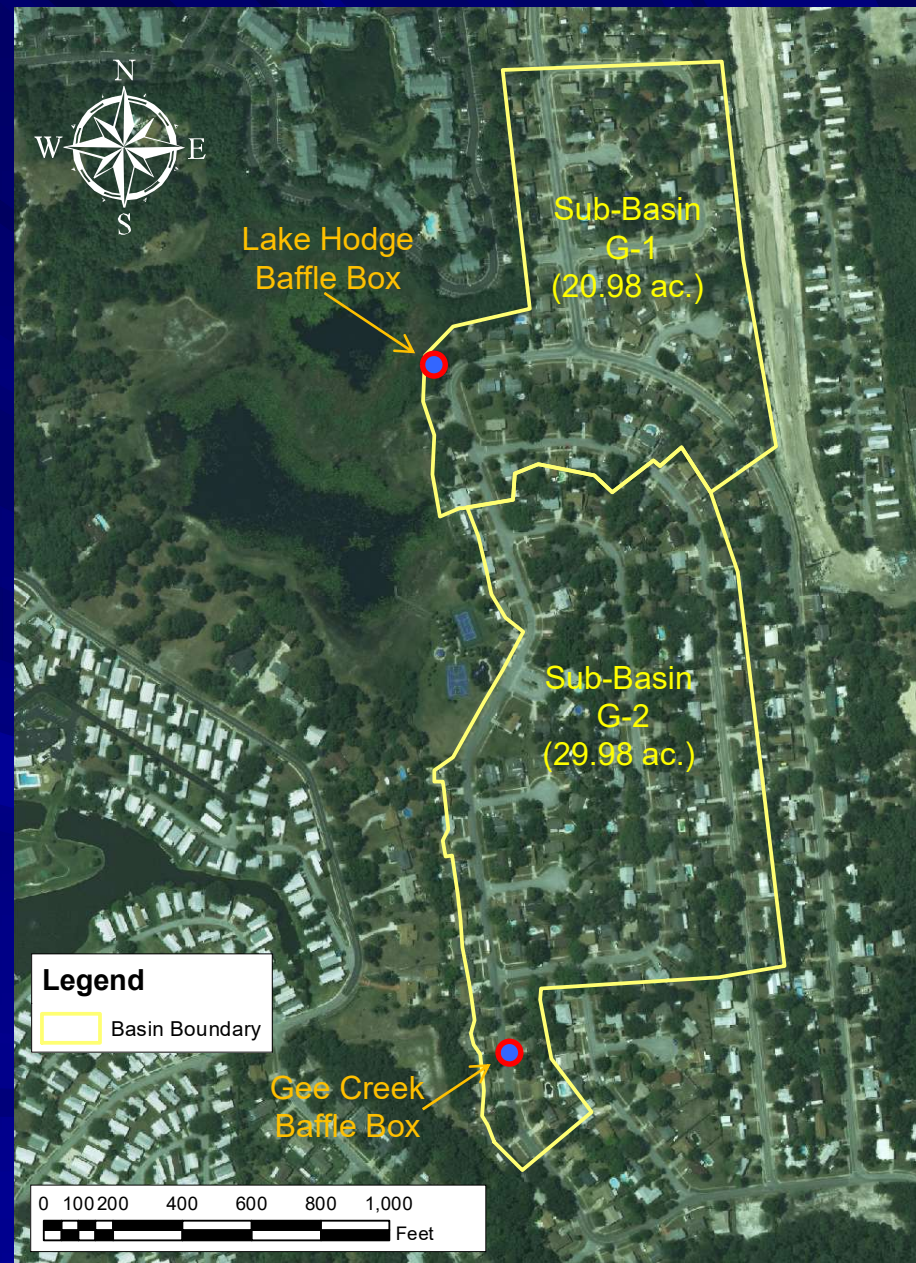 N
W E
S
Sub-Basin
G-1
(20.98 ac.)
Lake Hodge
Baffle Box
Sub-Basin
G-2
(29.98 ac.)
Legend
Basin Boundary
Gee Creek
Baffle Box
0 100 200 400 600 800 1,000
Feet